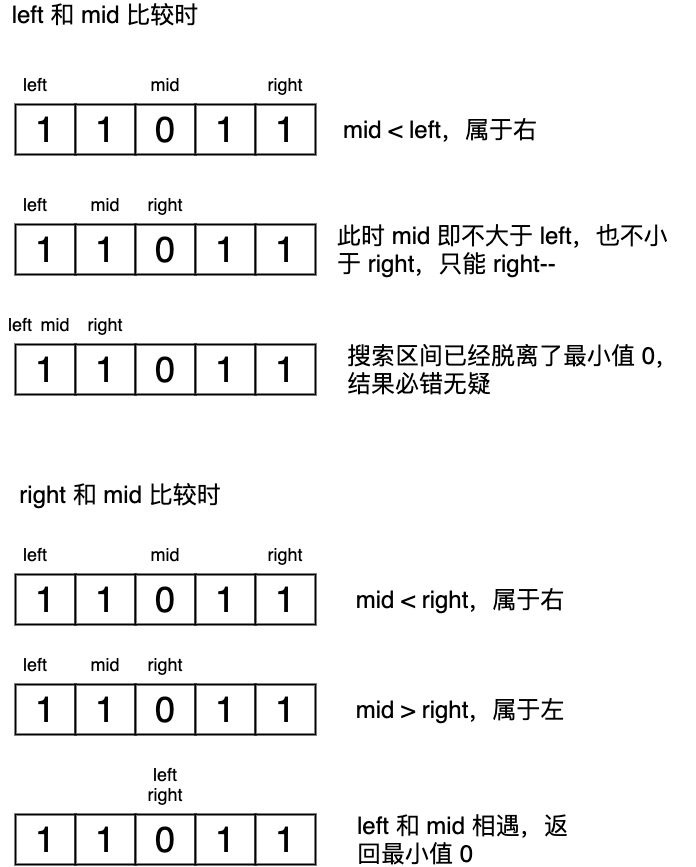 left 和 mid 比较时
left mid right
1 1 0 1 1
mid < left，属于右
left mid right
1 1 0 1 1
此时 mid 即不大于 left，也不小
于 right，只能 right--
left mid right
1 1 0 1 1
搜索区间已经脱离了最小值 0，
结果必错无疑
right 和 mid 比较时
left mid right
1 1 0 1 1
mid < right，属于右
left mid right
1 1 0 1 1
mid > right，属于左
left
right
1 1 0 1 1
left 和 mid 相遇，返
回最小值 0